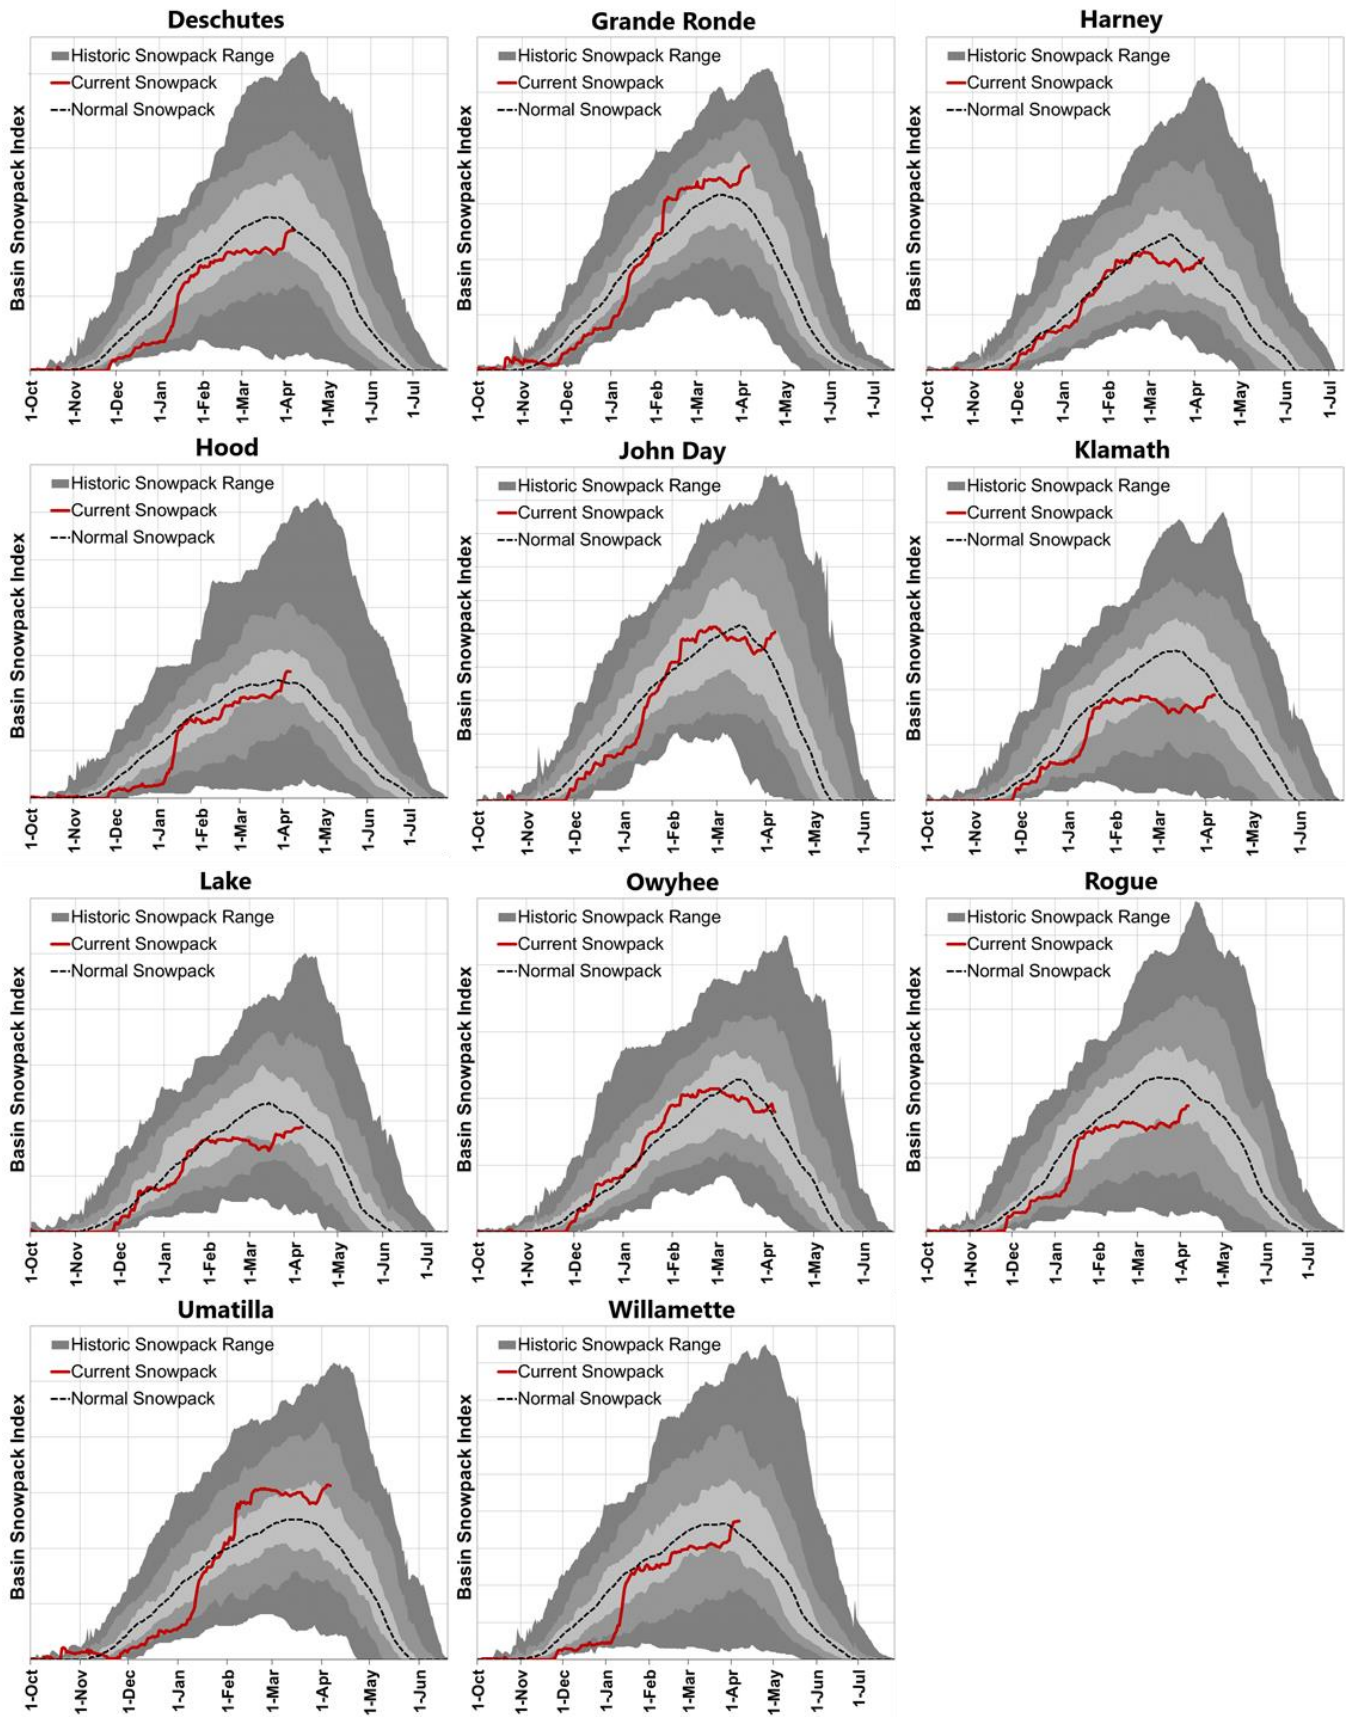 Deschutes
Historic Snowpack Range
Current Snowpack
Normal Snowpack
Basin Snowpack Index
1-Oct
1-Nov
1-Dec
1-Jan
1-Feb
1-Mar
1-Apr
1-May
1-Jun
1-Jul
Grande Ronde
Historic Snowpack Range
Current Snowpack
Normal Snowpack
Basin Snowpack Index
1-Oct
1-Nov
1-Dec
1-Jan
1-Feb
1-Mar
1-Apr
1-May
1-Jun
1-Jul
Harney
Historic Snowpack Range
Current Snowpack
Normal Snowpack
Basin Snowpack Index
1-Oct
1-Nov
1-Dec
1-Jan
1-Feb
1-Mar
1-Apr
1-May
1-Jun
1-Jul
Hood
Historic Snowpack Range
Current Snowpack
Normal Snowpack
Basin Snowpack Index
1-Oct
1-Nov
1-Dec
1-Jan
1-Feb
1-Mar
1-Apr
1-May
1-Jun
1-Jul
John Day
Historic Snowpack Range
Current Snowpack
Normal Snowpack
Basin Snowpack Index
1-Oct
1-Nov
1-Dec
1-Jan
1-Feb
1-Mar
1-Apr
1-May
1-Jun
Klamath
Historic Snowpack Range
Current Snowpack
Normal Snowpack
Basin Snowpack Index
1-Oct
1-Nov
1-Dec
1-Jan
1-Feb
1-Mar
1-Apr
1-May
1-Jun
Lake
Historic Snowpack Range
Current Snowpack
Normal Snowpack
Basin Snowpack Index
1-Oct
1-Nov
1-Dec
1-Jan
1-Feb
1-Mar
1-Apr
1-May
1-Jun
1-Jul
Owyhee
Historic Snowpack Range
Current Snowpack
Normal Snowpack
Basin Snowpack Index
1-Oct
1-Nov
1-Dec
1-Jan
1-Feb
1-Mar
1-Apr
1-May
1-Jun
Rogue
Historic Snowpack Range
Current Snowpack
Normal Snowpack
Basin Snowpack Index
1-Oct
1-Nov
1-Dec
1-Jan
1-Feb
1-Mar
1-Apr
1-May
1-Jun
1-Jul
Umatilla
Historic Snowpack Range
Current Snowpack
Normal Snowpack
Basin Snowpack Index
1-Oct
1-Nov
1-Dec
1-Jan
1-Feb
1-Mar
1-Apr
1-May
1-Jun
Willamette
Historic Snowpack Range
Current Snowpack
Normal Snowpack
Basin Snowpack Index
1-Oct
1-Nov
1-Dec
1-Jan
1-Feb
1-Mar
1-Apr
1-May
1-Jun
1-Jul